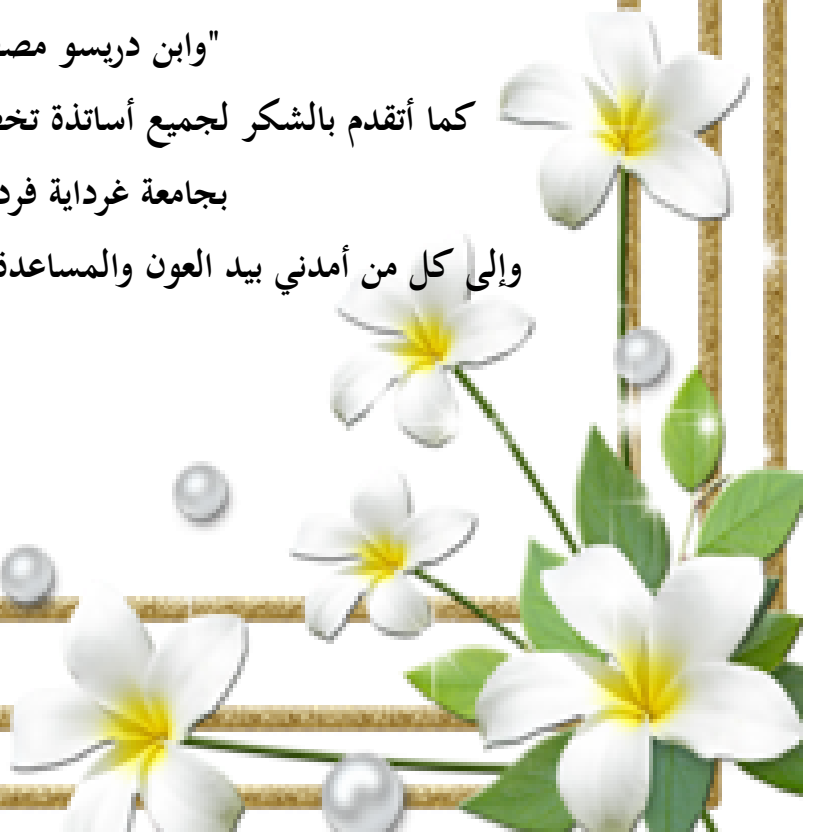 "وابن دريسو
كما أتقدم بالشكر لجميع أساتذة
بجامعة غرداية
وإلى كل من أمدني بيد العون والمساعدة